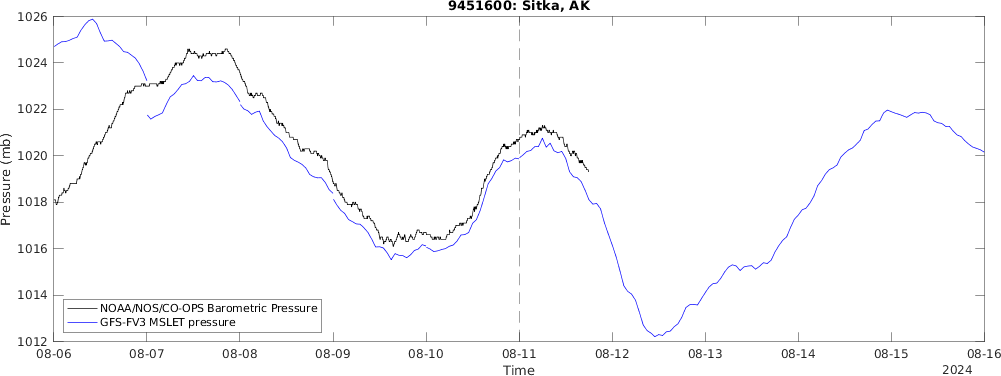 9451600: Sitka, AK
1026
1024
1022
1020
1018
1016
1014
1012
Pressure (mb)
NOAA/NOS/CO-OPS Barometric Pressure
GFS-FV3 MSLET pressure
08-06 08-07 08-08 08-09 08-10 08-11 08-12 08-13 08-14 08-15 08-16
Time
2024